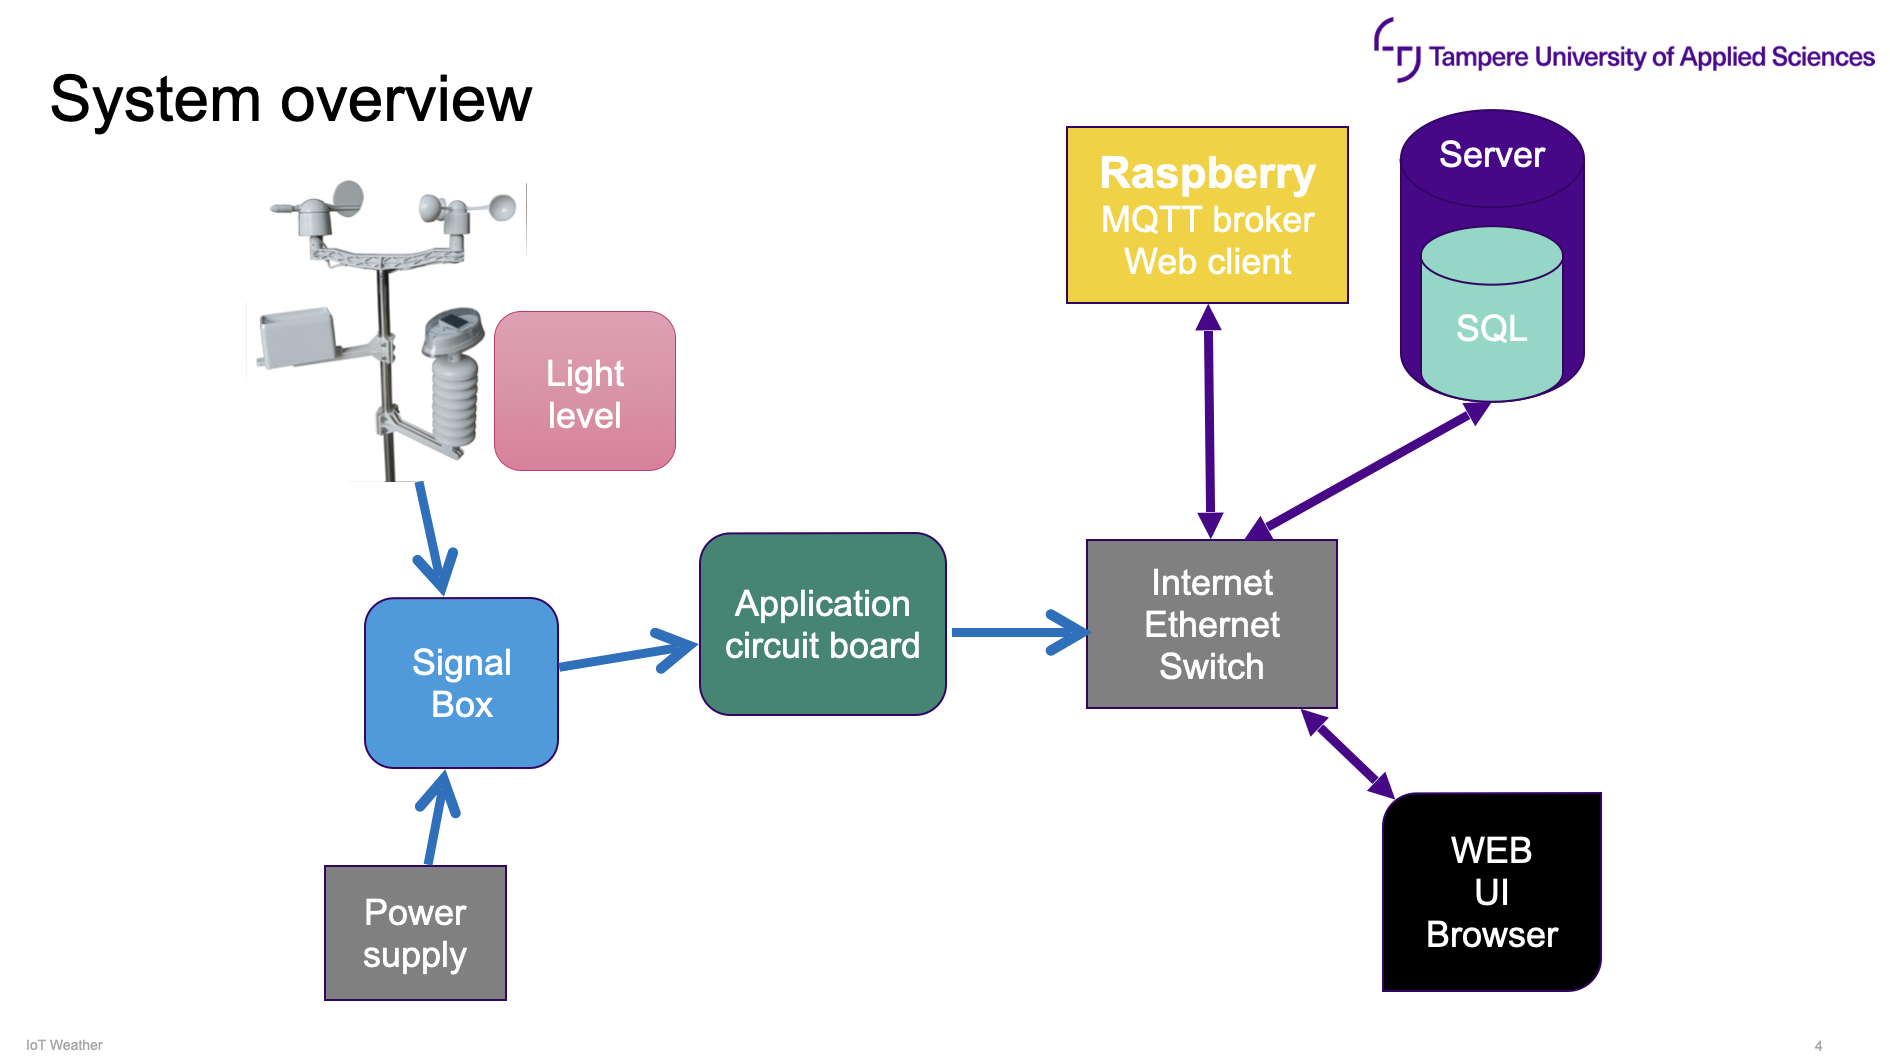 Tampere University of Applied Sciences
System overview
Raspberry
MQTT broker
Web client
Server
SQL
Light
level
Signal
Box
Application
circuit board
Internet
Ethernet
Switch
Power
supply
WEB
UI
Browser
IoT Weather
4